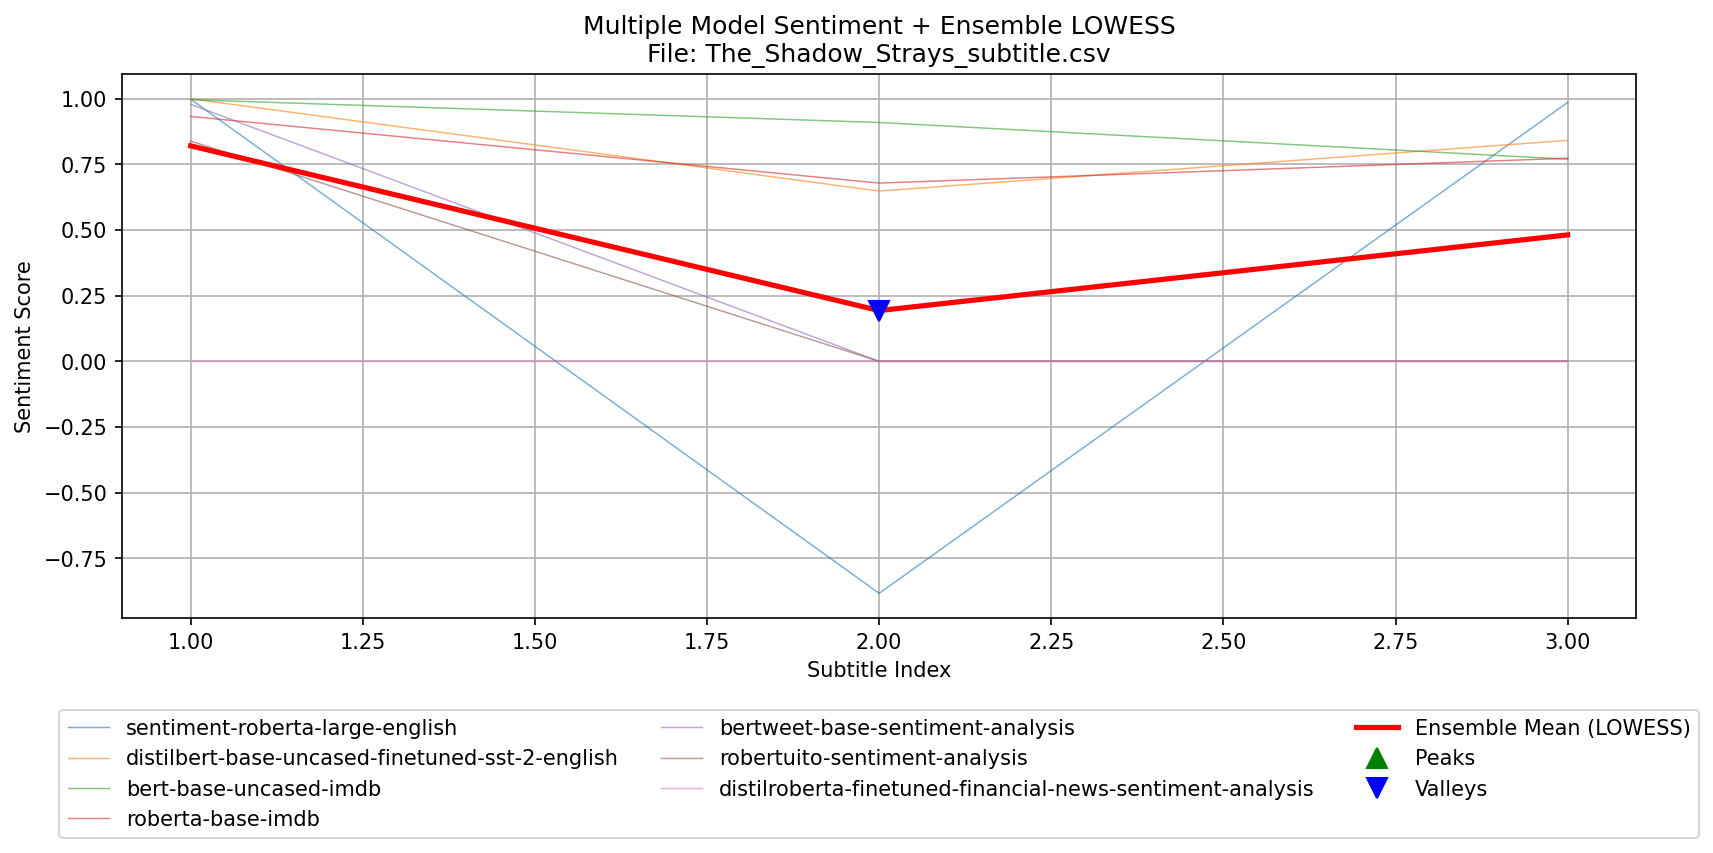 Multiple Model Sentiment + Ensemble LOWESS
File: The_Shadow_Strays_subtitle.csv
Sentiment Score
1.00
0.75
0.50
0.25
0.00
−0.25
−0.50
−0.75
1.00 1.25 1.50 1.75 2.00 2.25 2.50 2.75 3.00
Subtitle Index
sentiment-roberta-large-english
distilbert-base-uncased-finetuned-sst-2-english
bert-base-uncased-imdb
roberta-base-imdb
bertweet-base-sentiment-analysis
robertuito-sentiment-analysis
distilroberta-finetuned-financial-news-sentiment-analysis
Ensemble Mean (LOWESS)
Peaks
Valleys